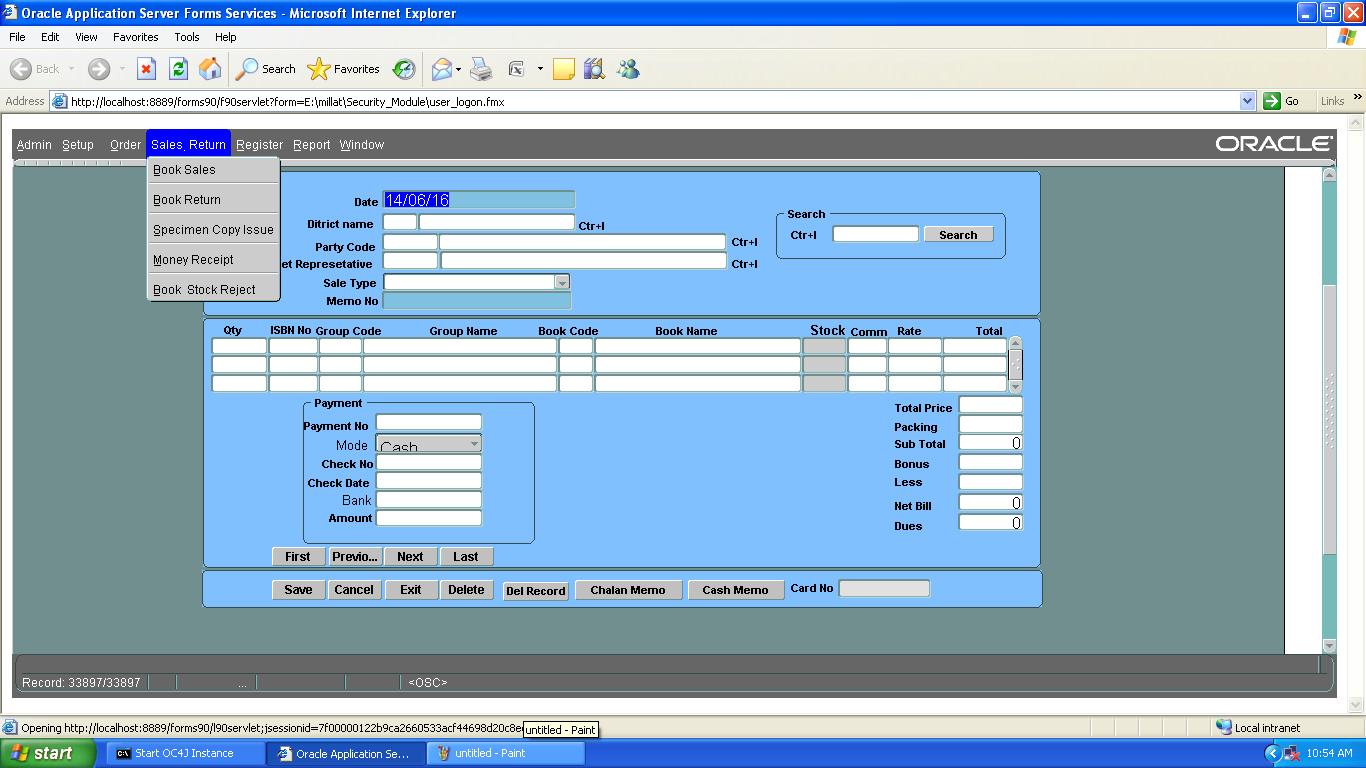 Oracle Application Server Forms Services - Microsoft Internet Explorer
File Edit View Favorites Tools Help
Back Search Favorites
Address http://localhost:8889/forms90/f90servlet?form=E:\millat\Security_Module\user_logon.fmx Go Links »
Admin Setup Order Sales, Return Register Report Window ORACLE
Book Sales
Book Return
Specimen Copy Issue
Money Receipt
Book Stock Reject
Date 14/06/16
Ditrict name Ctr+I
Party Code Ctr+I
et Represetative Ctr+I
Sale Type
Memo No
Search
Ctr+I Search
Qty ISBN No Group Code Group Name Book Code Book Name Stock Comm Rate Total
Payment
Payment No
Mode Cash
Check No
Check Date
Bank
Amount
Total Price
Packing
Sub Total 0
Bonus
Less
Net Bill 0
Dues 0
First Previo... Next Last
Save Cancel Exit Delete Del Record Chalan Memo Cash Memo Card No
Record: 33897/33897 ... <OSC>
Opening http://localhost:8889/forms90/l90servlet;jsessionid=7f00000122b9ca2660533acf44698d20c8e untitled - Paint Local intranet
start Start OC4J Instance Oracle Application Se... untitled - Paint 10:54 AM